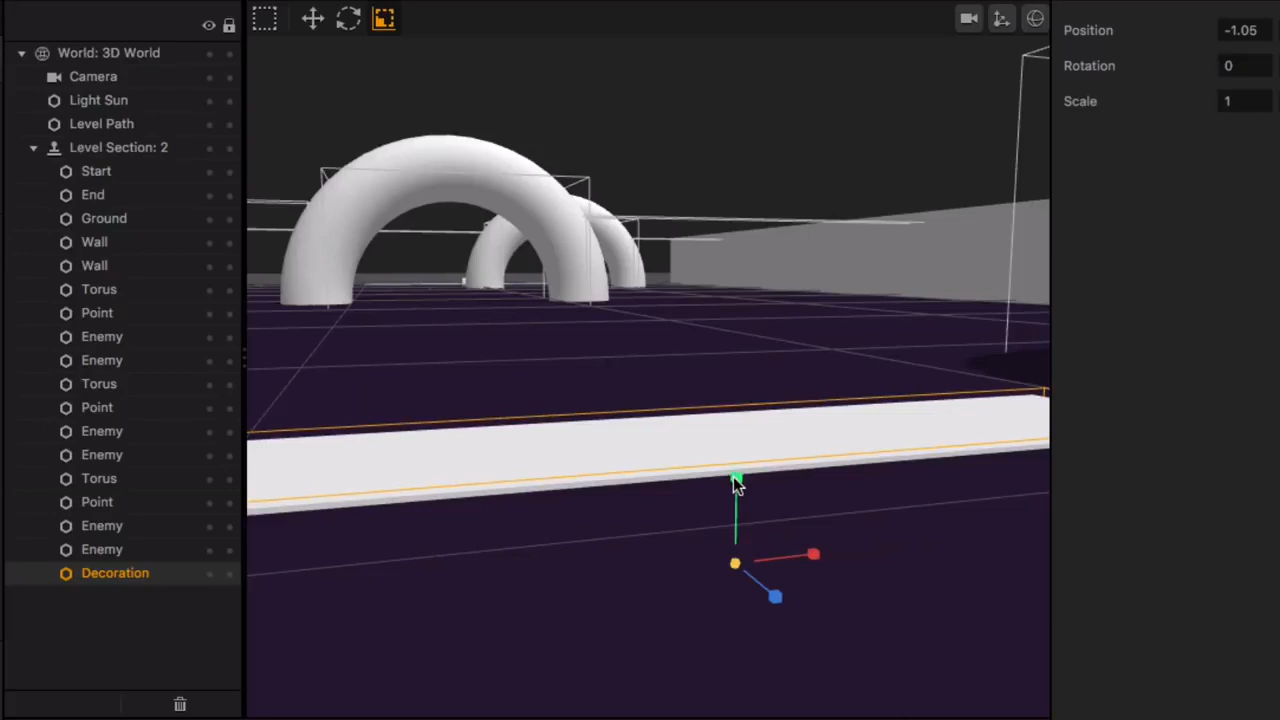 World: 3D World
Camera
Light Sun
Level Path
Level Section: 2
Start
End
Ground
Wall
Wall
Torus
Point
Enemy
Enemy
Torus
Point
Enemy
Enemy
Torus
Point
Enemy
Enemy
Decoration
Position -1.05
Rotation 0
Scale 1